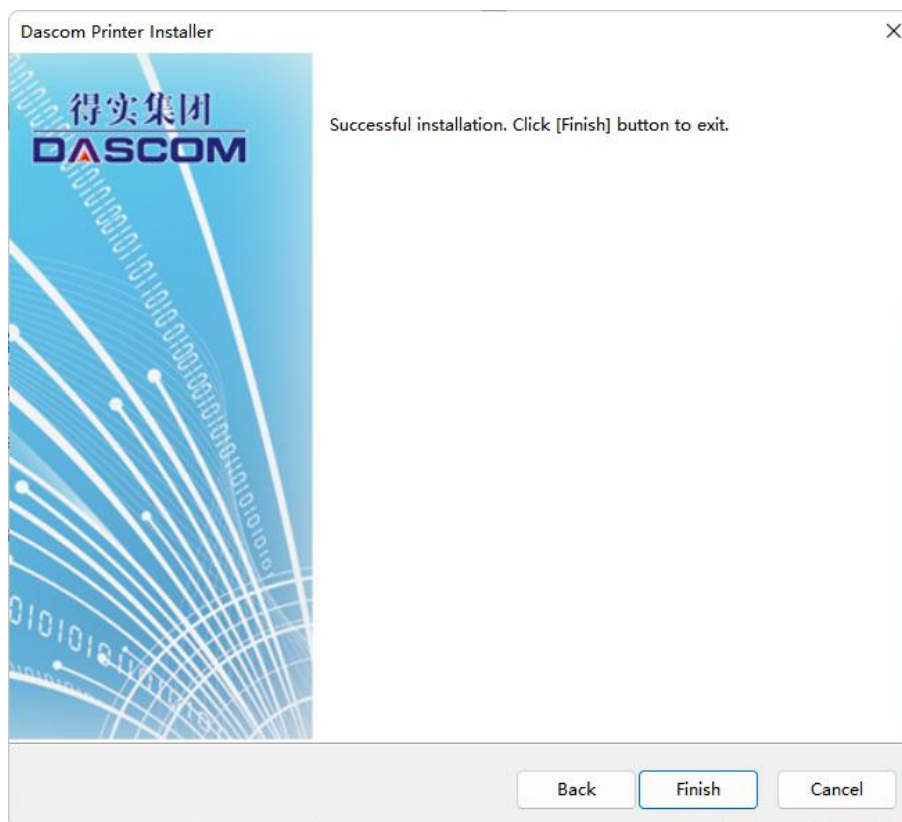 Dascom Printer Installer
得实集团
DASCOM
Successful installation. Click [Finish] button to exit.
Back
Finish
Cancel